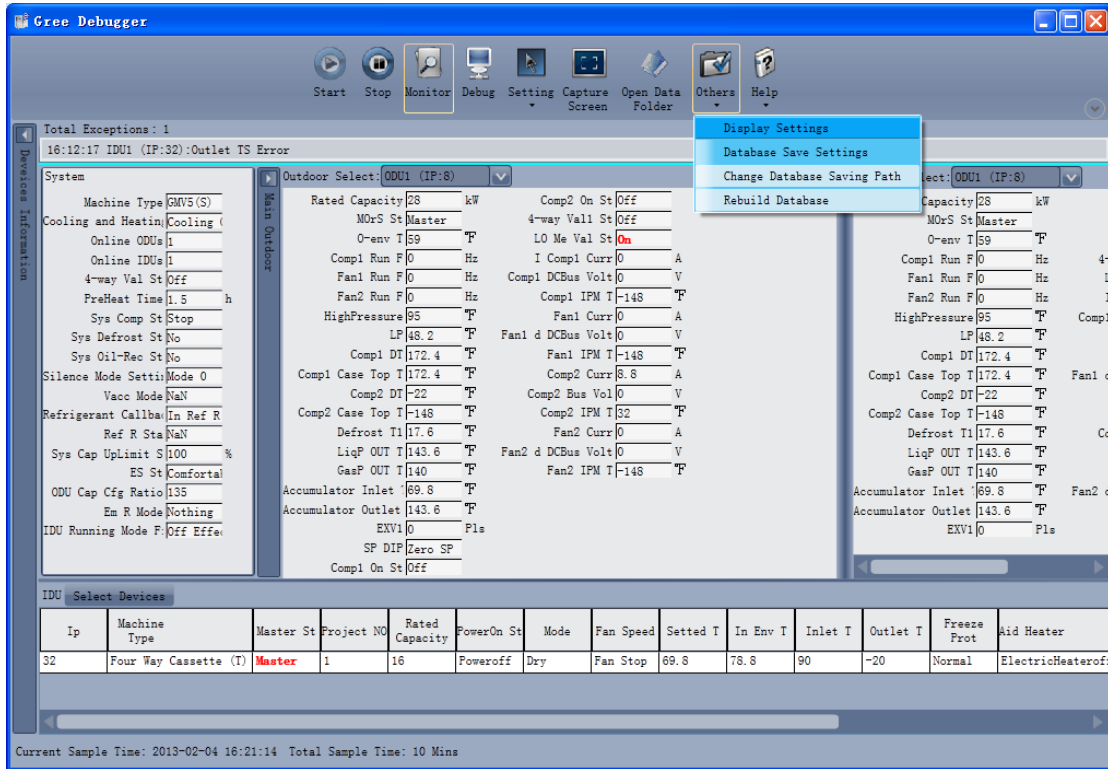 Gree Debugger
Start Stop Monitor Debug Setting Capture Screen Open Data Folder Others Help
Display Settings
Database Save Settings
Change Database Saving Path
Rebuild Database
Total Exceptions: 1
16:12:17 IDU1 (IP:32):Outlet TS Error
Deveices Information
System
Machine Type GMV5(S)
Cooling and Heatin Cooling
Online ODUs 1
Online IDUs 1
4-way Val St Off
PreHeat Time 1.5 h
Sys Comp St Stop
Sys Defrost St No
Sys Oil-Rec St No
Silence Mode Setti Mode 0
Vacc Mode NaN
Refrigerant Callba In Ref R
Ref R Sta NaN
Sys Cap UpLimit S 100 %
ES St Comfortal
ODU Cap Cfg Ratio 135
Em R Mode Nothing
IDU Running Mode F: Off Effe
Main Outdoor
Outdoor Select: ODU1 (IP:8)
Rated Capacity 28 kW
MOrS St Master
O-env T 59 ℉
Comp1 Run F 0 Hz
Fan1 Run F 0 Hz
Fan2 Run F 0 Hz
HighPressure 95 ℉
LP 48.2 ℉
Comp1 DT 172.4 ℉
Comp1 Case Top T 172.4 ℉
Comp2 DT -22 ℉
Comp2 Case Top T -148 ℉
Defrost T1 17.6 ℉
LiqP OUT T 143.6 ℉
GasP OUT T 140 ℉
Accumulator Inlet 69.8 ℉
Accumulator Outlet 143.6 ℉
EXV1 0 Pls
SP DIP Zero SP
Comp1 On St Off
Comp2 On St Off
4-way Val1 St Off
LO Me Val St On
I Comp1 Curr 0 A
Comp1 DCBus Volt 0 V
Comp1 IPM T -148 ℉
Fan1 Curr 0 A
Fan1 d DCBus Volt 0 V
Fan1 IPM T -148 ℉
Comp2 Curr 8.8 A
Comp2 Bus Vol 0 V
Comp2 IPM T 32 ℉
Fan2 Curr 0 A
Fan2 d DCBus Volt 0 V
Fan2 IPM T -148 ℉
lect: ODU1 (IP:8)
Capacity 28 kW
MOrS St Master
O-env T 59 ℉
Comp1 Run F 0 Hz
Fan1 Run F 0 Hz
Fan2 Run F 0 Hz
HighPressure 95 ℉
LP 48.2 ℉
Comp1 DT 172.4 ℉
Comp1 Case Top T 172.4 ℉
Comp2 DT -22 ℉
Comp2 Case Top T -148 ℉
Defrost T1 17.6 ℉
LiqP OUT T 143.6 ℉
GasP OUT T 140 ℉
Accumulator Inlet 69.8 ℉
Accumulator Outlet 143.6 ℉
EXV1 0 Pls
4-
Comp1
Fan1 d
Fan2 d
IDU Select Devices
Ip Machine Type Master St Project NO Rated Capacity PowerOn St Mode Fan Speed Setted T In Env T Inlet T Outlet T Freeze Prot Aid Heater
32 Four Way Cassette (T) Master 1 16 Poweroff Dry Fan Stop 69.8 78.8 90 -20 Normal ElectricHeaterof
Current Sample Time: 2013-02-04 16:21:14 Total Sample Time: 10 Mins